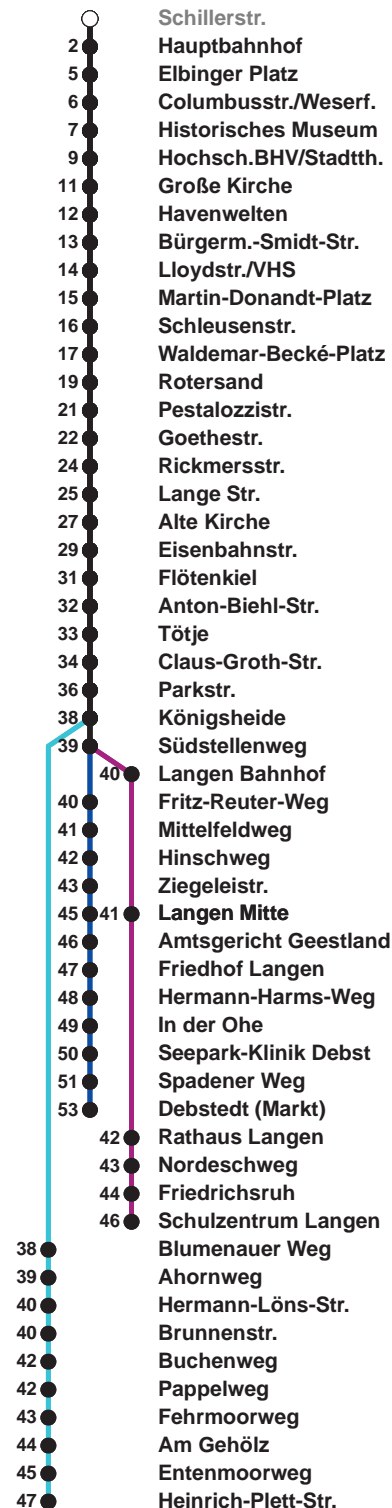 Schillerstr.
2 Hauptbahnhof
5 Elbinger Platz
6 Columbusstr./Weserf.
7 Historisches Museum
9 Hochsch.BHV/Stadtth.
11 Große Kirche
12 Havenwelten
13 Bürgerm.-Smidt-Str.
14 Lloydstr./VHS
15 Martin-Donandt-Platz
16 Schleusenstr.
17 Waldemar-Becké-Platz
19 Rotersand
21 Pestalozzistr.
22 Goethestr.
24 Rickmersstr.
25 Lange Str.
27 Alte Kirche
29 Eisenbahnstr.
31 Flötenkiel
32 Anton-Biehl-Str.
33 Tötje
34 Claus-Groth-Str.
36 Parkstr.
38 Königsheide
39 Südstellenweg
40 Langen Bahnhof
40 Fritz-Reuter-Weg
41 Mittelfeldweg
42 Hinschweg
43 Ziegeleistr.
45 41 Langen Mitte
46 Amtsgericht Geestland
47 Friedhof Langen
48 Hermann-Harms-Weg
49 In der Ohe
50 Seepark-Klinik Debst
51 Spadener Weg
53 Debstedt (Markt)
42 Rathaus Langen
43 Nordeschweg
44 Friedrichsruh
46 Schulzentrum Langen
38 Blumenauer Weg
39 Ahornweg
40 Hermann-Löns-Str.
40 Brunnenstr.
42 Buchenweg
42 Pappelweg
43 Fehrmoorweg
44 Am Gehölz
45 Entenmoorweg
47 Heinrich-Plett-Str.